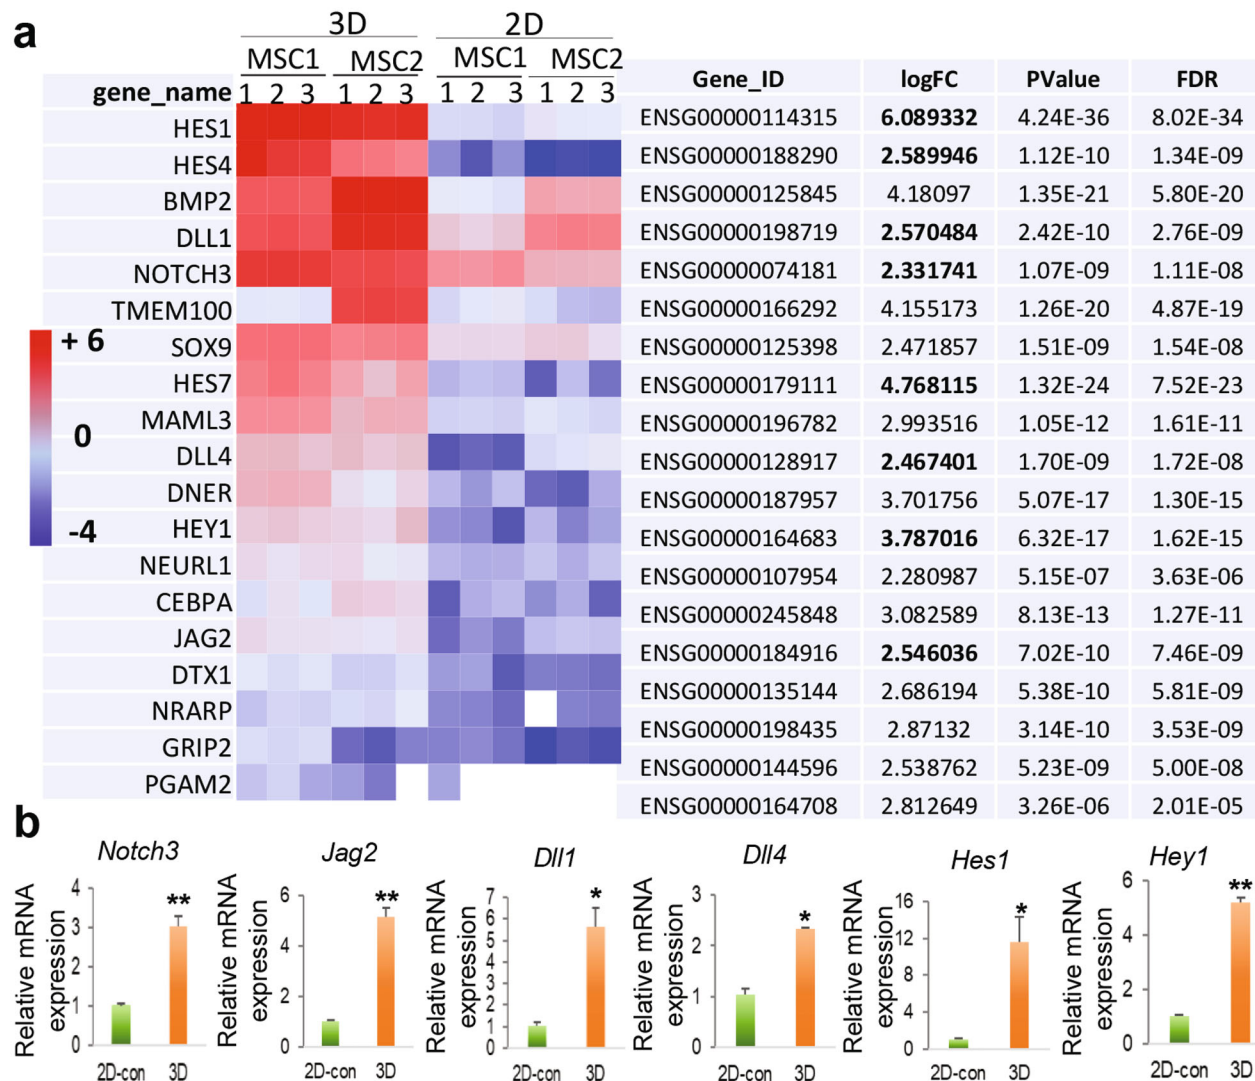 a
3D 2D
MSC1 MSC2 MSC1 MSC2
gene_name 1 2 3 1 2 3 1 2 3 1 2 3 Gene_ID logFC PValue FDR
HES1 ENSG00000114315 6.089332 4.24E-36 8.02E-34
HES4 ENSG00000188290 2.589946 1.12E-10 1.34E-09
BMP2 ENSG00000125845 4.18097 1.35E-21 5.80E-20
DLL1 ENSG00000198719 2.570484 2.42E-10 2.76E-09
NOTCH3 ENSG00000074181 2.331741 1.07E-09 1.11E-08
TMEM100 ENSG00000166292 4.155173 1.26E-20 4.87E-19
SOX9 ENSG00000125398 2.471857 1.51E-09 1.54E-08
HES7 ENSG00000179111 4.768115 1.32E-24 7.52E-23
MAML3 ENSG00000196782 2.993516 1.05E-12 1.61E-11
DLL4 ENSG00000128917 2.467401 1.70E-09 1.72E-08
DNER ENSG00000187957 3.701756 5.07E-17 1.30E-15
HEY1 ENSG00000164683 3.787016 6.32E-17 1.62E-15
NEURL1 ENSG00000107954 2.280987 5.15E-07 3.63E-06
CEBPA ENSG00000245848 3.082589 8.13E-13 1.27E-11
JAG2 ENSG00000184916 2.546036 7.02E-10 7.46E-09
DTX1 ENSG00000135144 2.686194 5.38E-10 5.81E-09
NRARP ENSG00000198435 2.87132 3.14E-10 3.53E-09
GRIP2 ENSG00000144596 2.538762 5.23E-09 5.00E-08
PGAM2 ENSG00000164708 2.812649 3.26E-06 2.01E-05
+ 6
0
-4
b
Notch3
Relative mRNA
expression
4
3
2
1
0
**
2D-con 3D
Jag2
Relative mRNA
expression
6
4
2
0
**
2D-con 3D
Dll1
Relative mRNA
expression
7
6
5
4
3
2
1
0
*
2D-con 3D
Dll4
Relative mRNA
expression
3
2
1
0
*
2D-con 3D
Hes1
Relative mRNA
expression
16
12
8
4
0
*
2D-con 3D
Hey1
Relative mRNA
expression
6
4
2
0
**
2D-con 3D